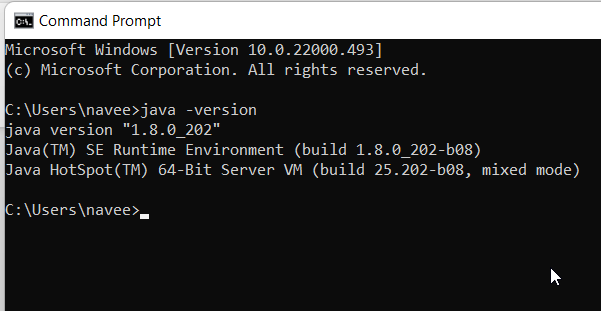 Command Prompt
Microsoft Windows [Version 10.0.22000.493]
(c) Microsoft Corporation. All rights reserved.
C:\Users\navee>java -version
java version "1.8.0_202"
Java(TM) SE Runtime Environment (build 1.8.0_202-b08)
Java HotSpot(TM) 64-Bit Server VM (build 25.202-b08, mixed mode)
C:\Users\navee>